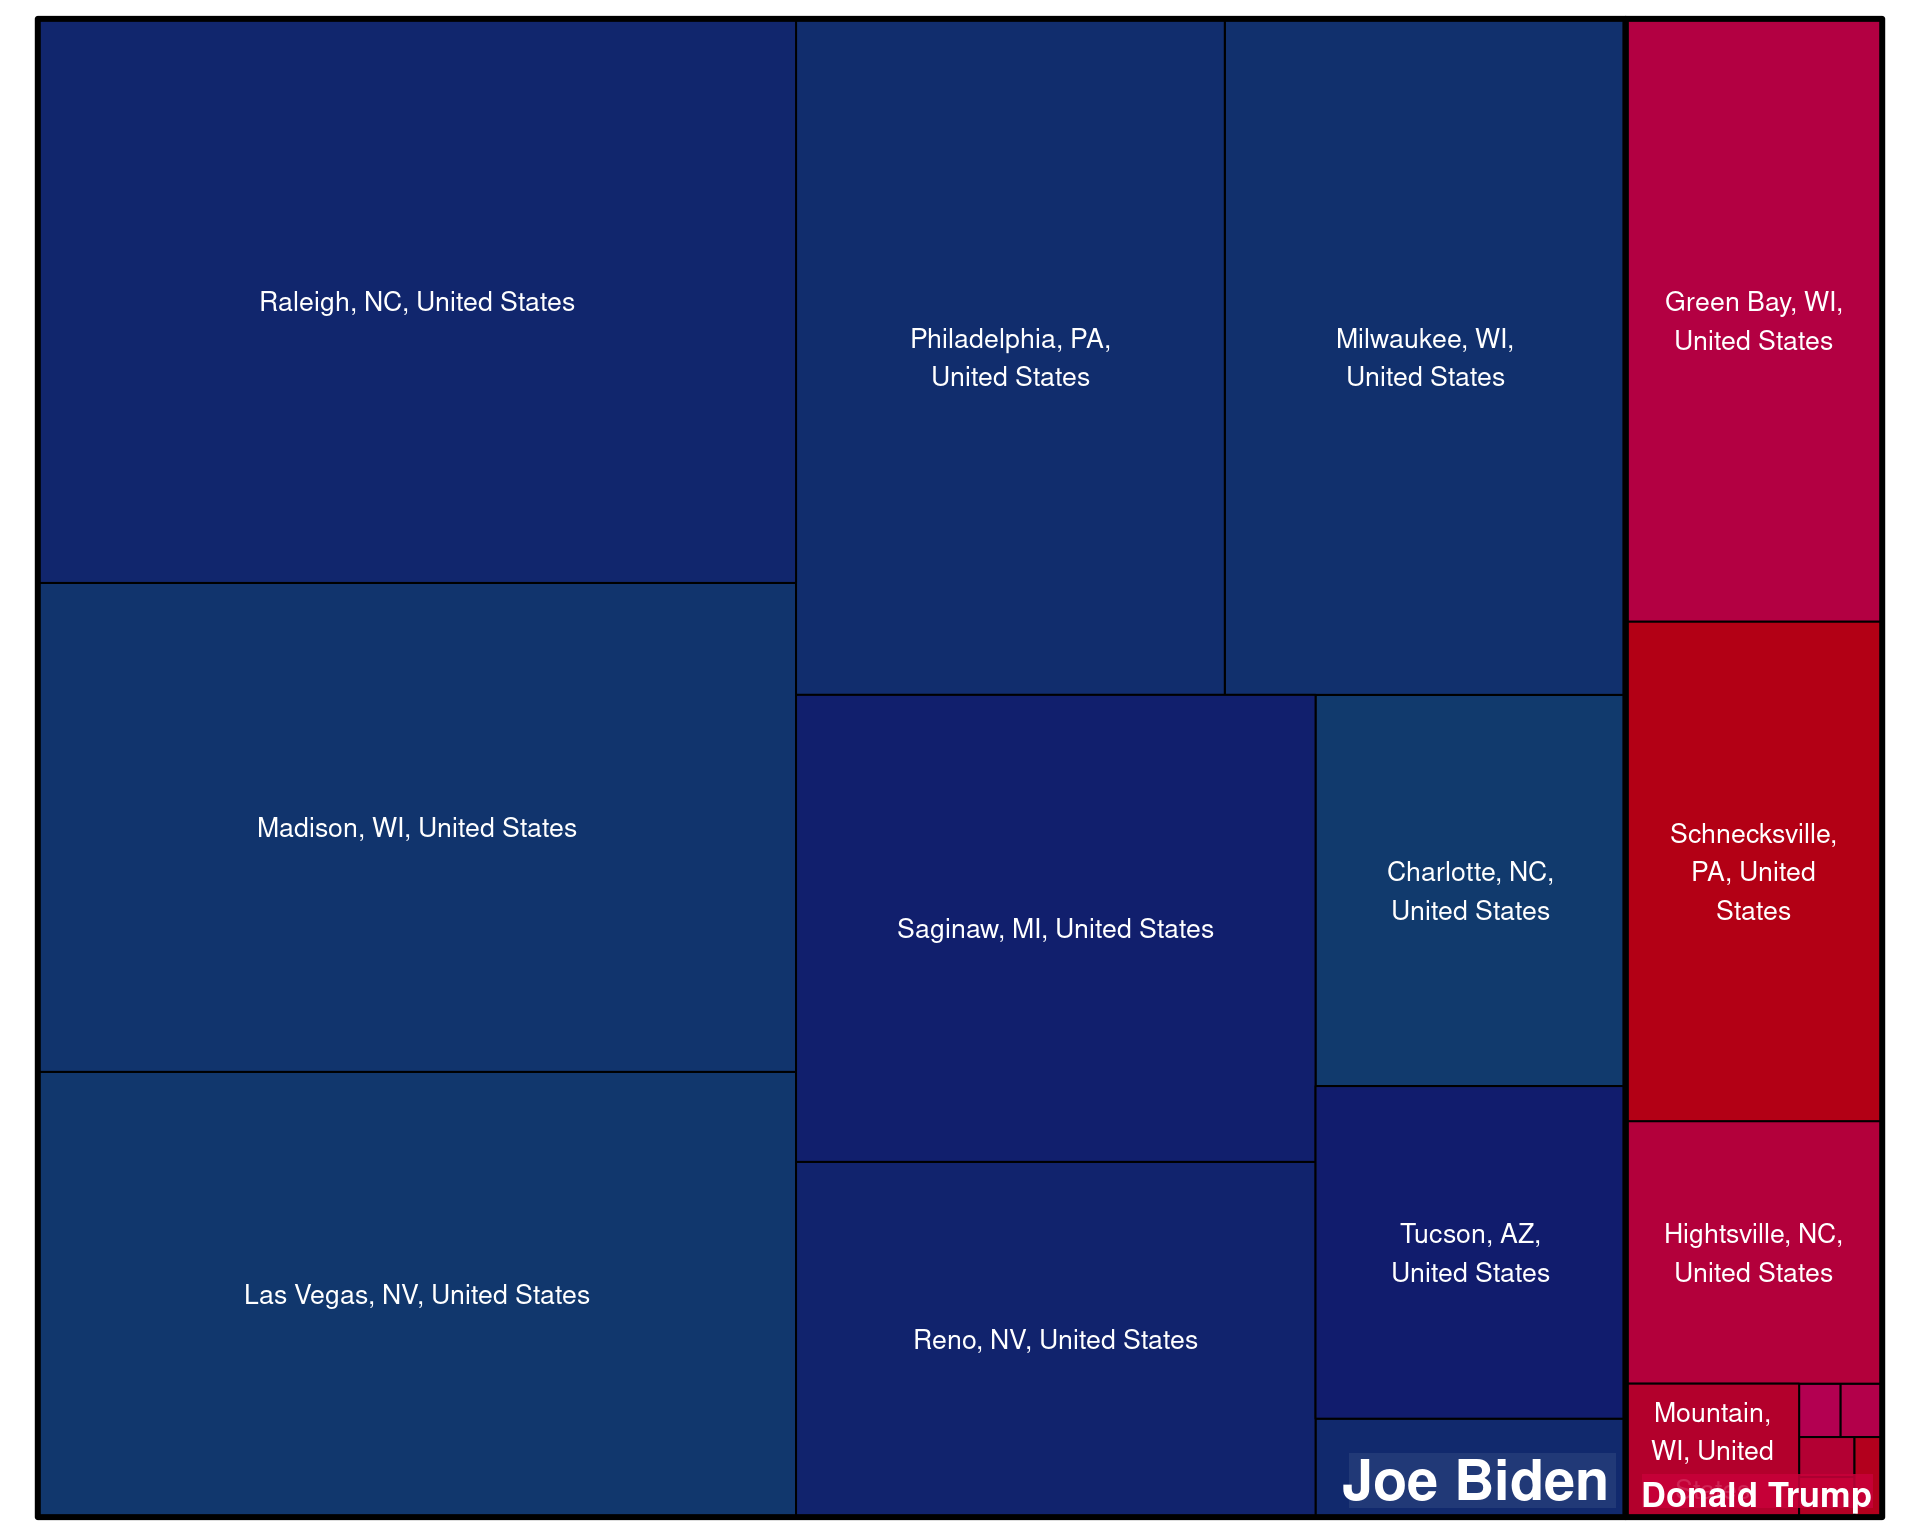 Raleigh, NC, United States
Madison, WI, United States
Las Vegas, NV, United States
Philadelphia, PA,
United States
Milwaukee, WI,
United States
Saginaw, MI, United States
Charlotte, NC,
United States
Reno, NV, United States
Tucson, AZ,
United States
Joe Biden
Green Bay, WI,
United States
Schnecksville,
PA, United
States
Hightsville, NC,
United States
Mountain,
WI, United
Donald Trump